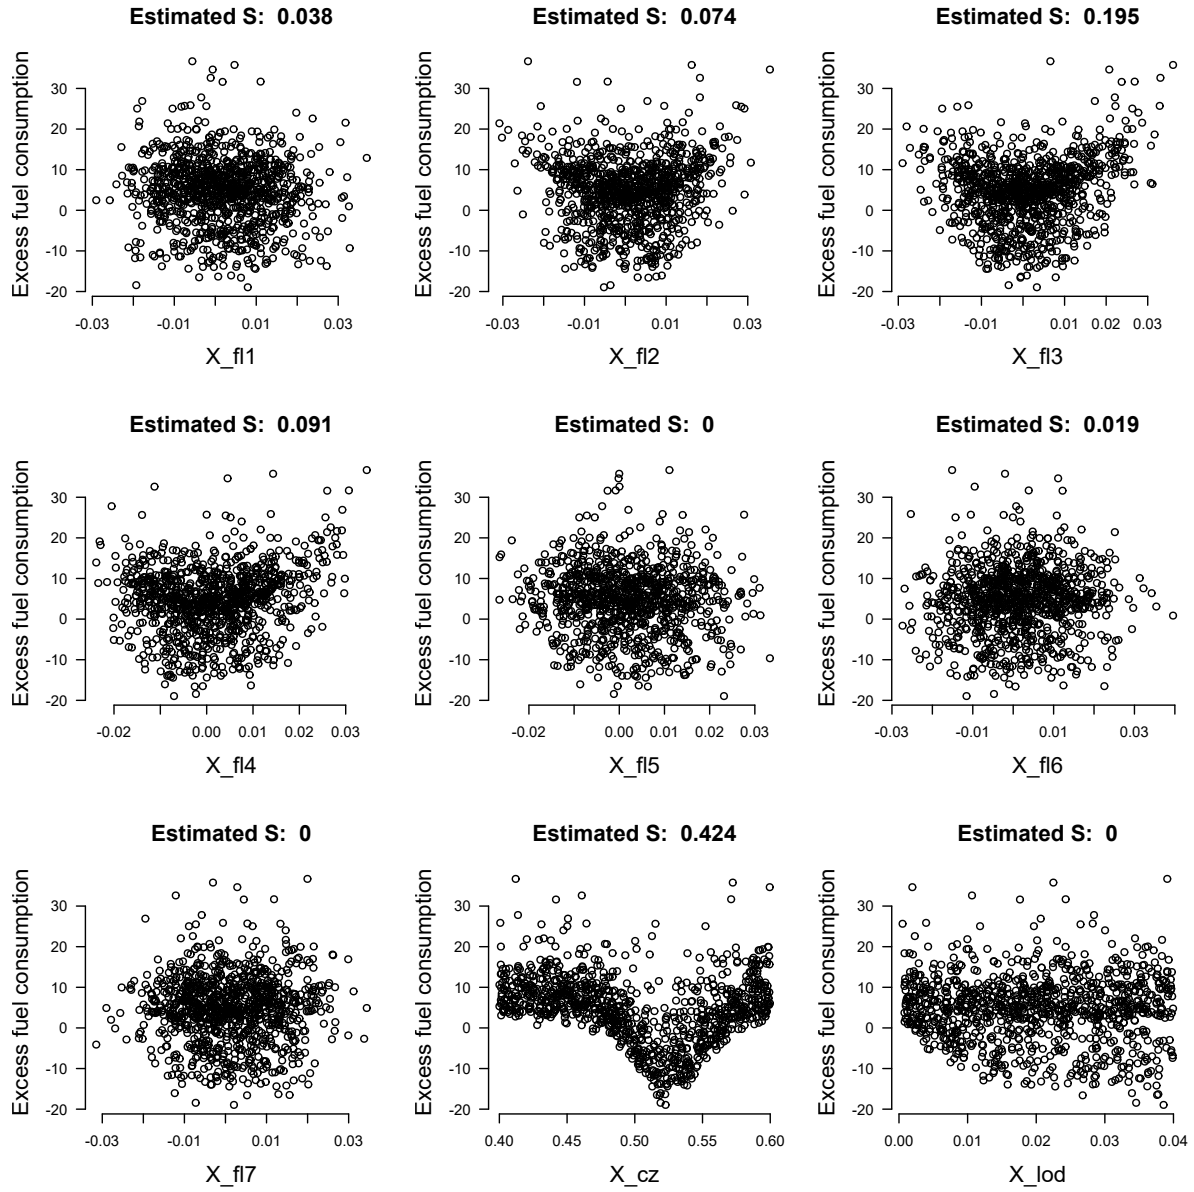 Estimated S:  0.038
Excess fuel consumption
30
20
10
0
-10
-20
-0.03 -0.01 0.01 0.03
X_fl1
Estimated S:  0.074
Excess fuel consumption
30
20
10
0
-10
-20
-0.03 -0.01 0.01 0.03
X_fl2
Estimated S:  0.195
Excess fuel consumption
30
20
10
0
-10
-20
-0.03 -0.01 0.01 0.02 0.03
X_fl3
Estimated S:  0.091
Excess fuel consumption
30
20
10
0
-10
-20
-0.02 0.00 0.01 0.02 0.03
X_fl4
Estimated S:  0
Excess fuel consumption
30
20
10
0
-10
-20
-0.02 0.00 0.01 0.02 0.03
X_fl5
Estimated S:  0.019
Excess fuel consumption
30
20
10
0
-10
-20
-0.03 -0.01 0.01 0.03
X_fl6
Estimated S:  0
Excess fuel consumption
30
20
10
0
-10
-20
-0.03 -0.01 0.01 0.03
X_fl7
Estimated S:  0.424
Excess fuel consumption
30
20
10
0
-10
-20
0.40 0.45 0.50 0.55 0.60
X_cz
Estimated S:  0
Excess fuel consumption
30
20
10
0
-10
-20
0.00 0.01 0.02 0.03 0.04
X_lod